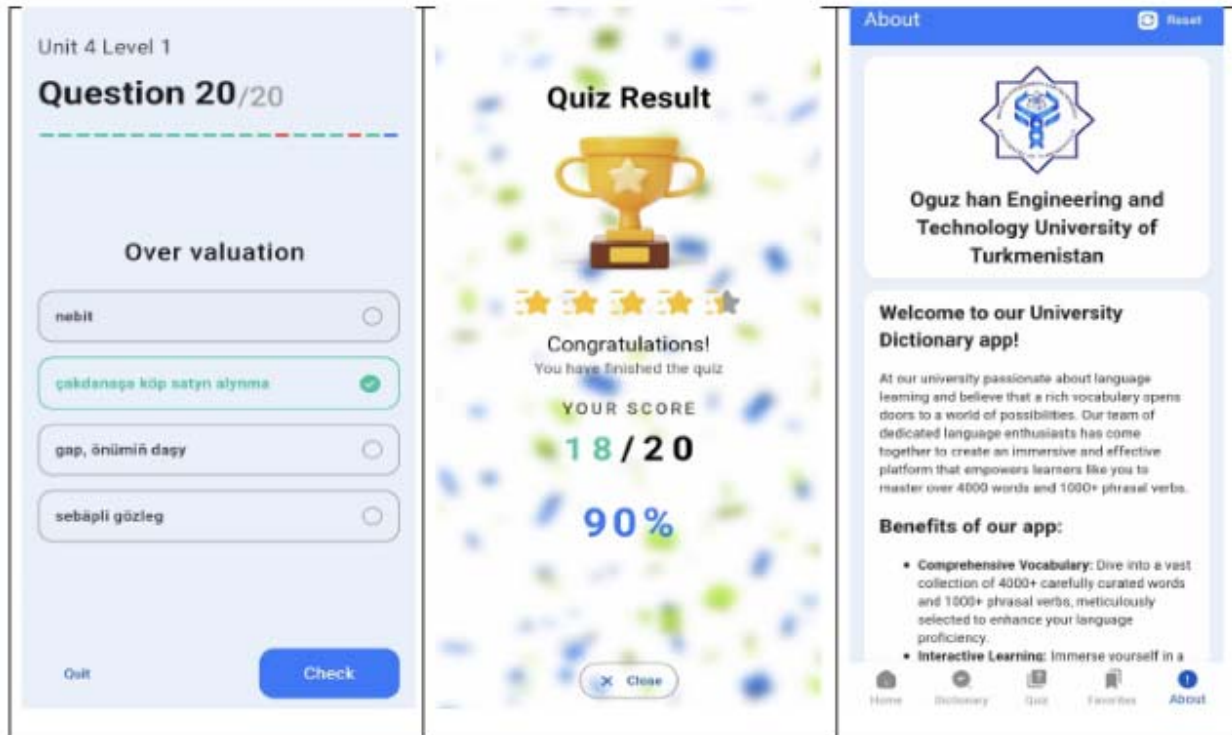 Unit 4 Level 1
Question 20/20
Over valuation
nebit
çakdanaşa köp satyn alynma
gap, önümiñ daşy
sebäpli gözleg
Quit
Check
Quiz Result
Congratulations!
You have finished the quiz
YOUR SCORE
18/20
90%
Close
About
Reset
Oguz han Engineering and
Technology University of
Turkmenistan
Welcome to our University
Dictionary app!
At our university passionate about language
learning and believe that a rich vocabulary opens
doors to a world of possibilities. Our team of
dedicated language enthusiasts has come
together to create an immersive and effective
platform that empowers learners like you to
master over 4000 words and 1000+ phrasal verbs.
Benefits of our app:
• Comprehensive Vocabulary: Dive into a vast
collection of 4000+ carefully curated words
and 1000+ phrasal verbs, meticulously
selected to enhance your language
proficiency.
• Interactive Learning: Immerse yourself in a
Home
Dictionary
Quiz
Favorites
About